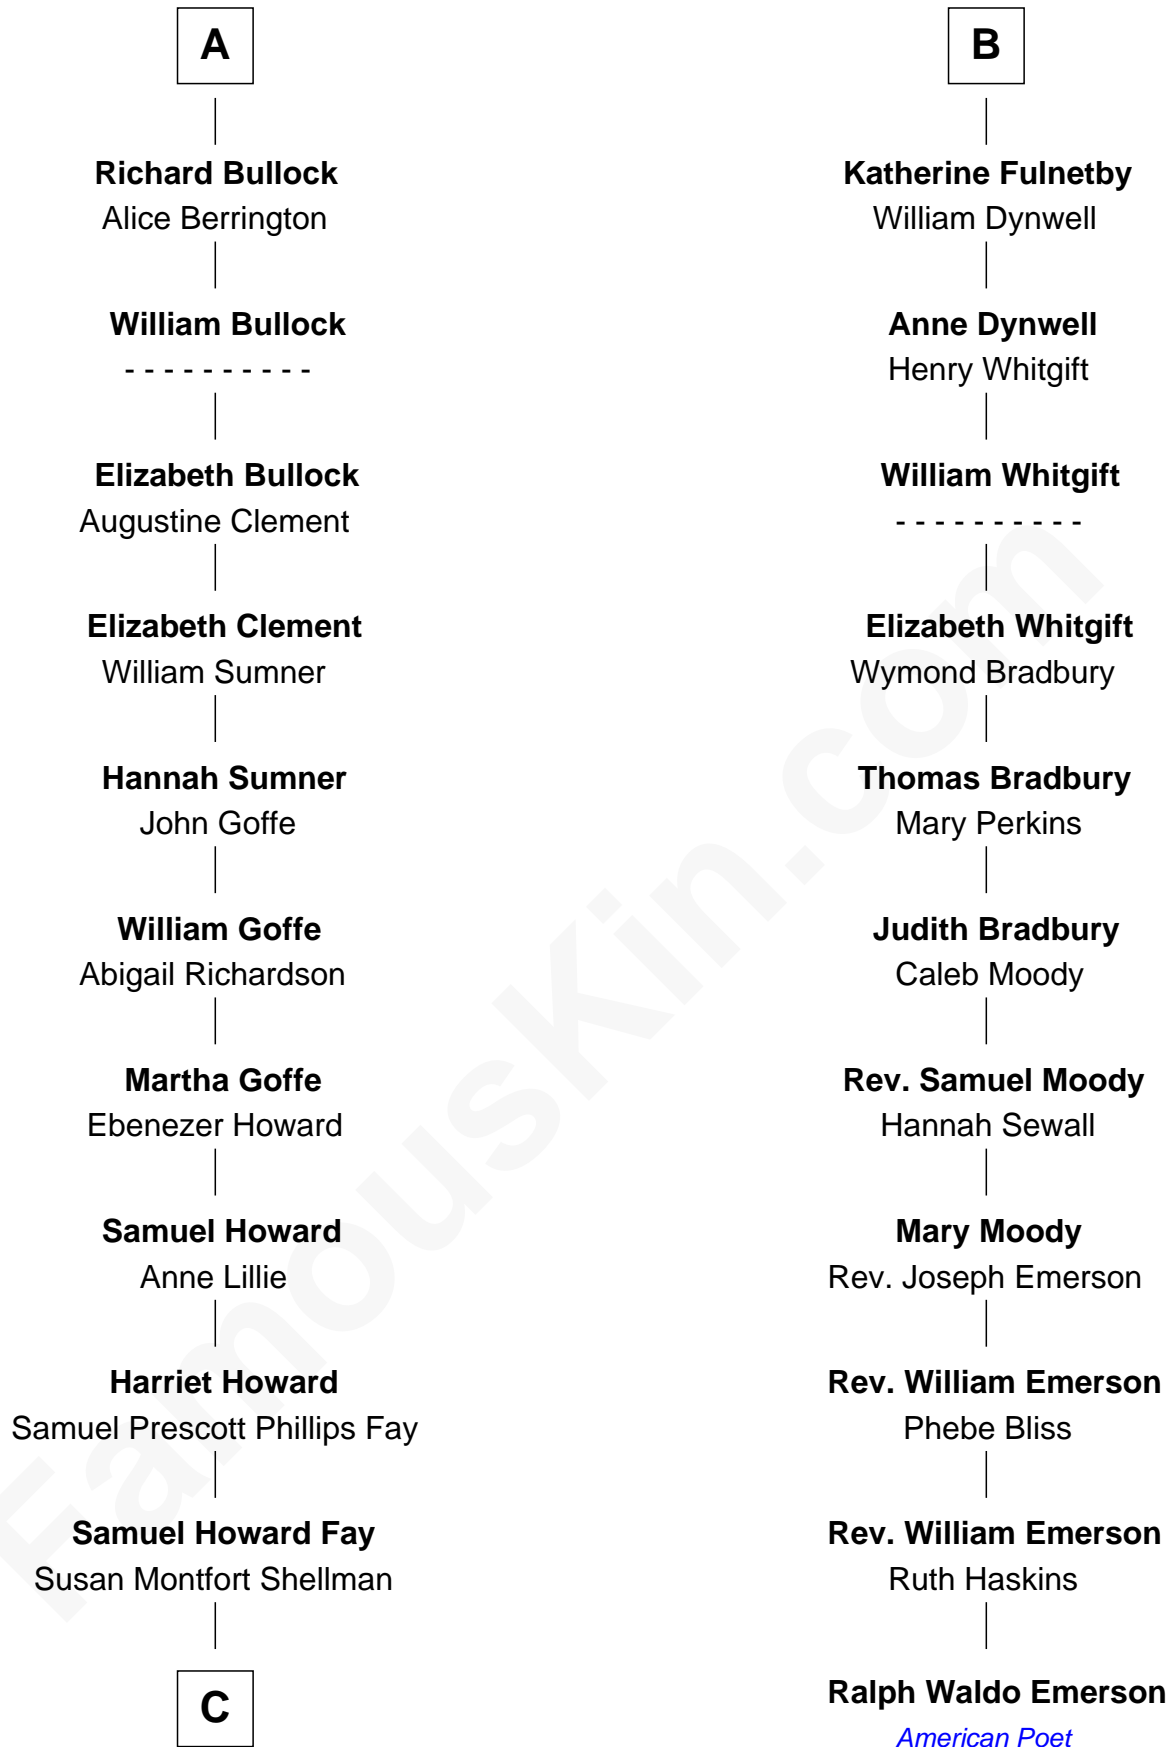 A
Richard Bullock
Alice Berrington
William Bullock
- - - - - - - - - -
Elizabeth Bullock
Augustine Clement
Elizabeth Clement
William Sumner
Hannah Sumner
John Goffe
William Goffe
Abigail Richardson
Martha Goffe
Ebenezer Howard
Samuel Howard
Anne Lillie
Harriet Howard
Samuel Prescott Phillips Fay
Samuel Howard Fay
Susan Montfort Shellman
C
B
Katherine Fulnetby
William Dynwell
Anne Dynwell
Henry Whitgift
William Whitgift
- - - - - - - - - -
Elizabeth Whitgift
Wymond Bradbury
Thomas Bradbury
Mary Perkins
Judith Bradbury
Caleb Moody
Rev. Samuel Moody
Hannah Sewall
Mary Moody
Rev. Joseph Emerson
Rev. William Emerson
Phebe Bliss
Rev. William Emerson
Ruth Haskins
Ralph Waldo Emerson
American Poet
FamousKin.com